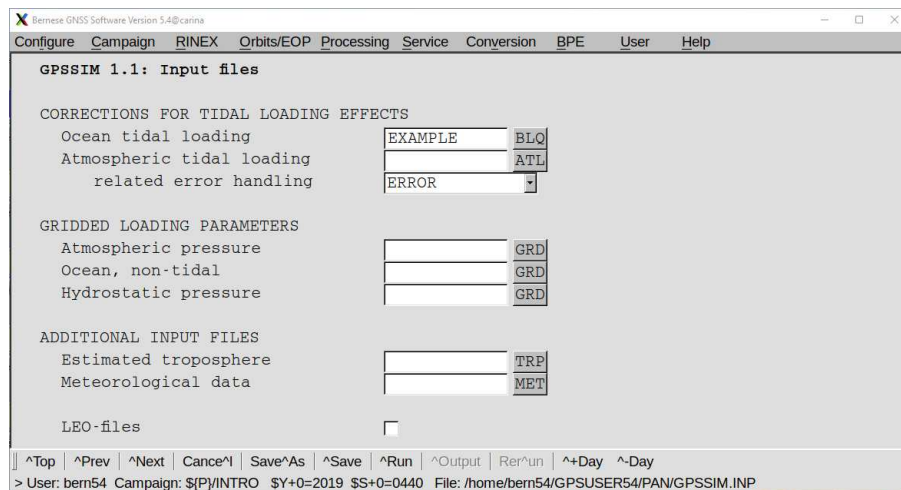 Bernese GNSS Software Version 5.4@carina
Configure Campaign RINEX Orbits/EOP Processing Service Conversion BPE User Help
GPSSIM 1.1: Input files
CORRECTIONS FOR TIDAL LOADING EFFECTS
Ocean tidal loading EXAMPLE BLQ
Atmospheric tidal loading ATL
related error handling ERROR
GRIDDED LOADING PARAMETERS
Atmospheric pressure GRD
Ocean, non-tidal GRD
Hydrostatic pressure GRD
ADDITIONAL INPUT FILES
Estimated troposphere TRP
Meteorological data MET
LEO-files
^Top | ^Prev | ^Next | Cance^l | Save^As | ^Save | ^Run | ^Output | Rer^un | ^+Day ^-Day
> User: bern54 Campaign: ${P}/INTRO $Y+0=2019 $S+0=0440 File: /home/bern54/GPSUSER54/PAN/GPSSIM.INP